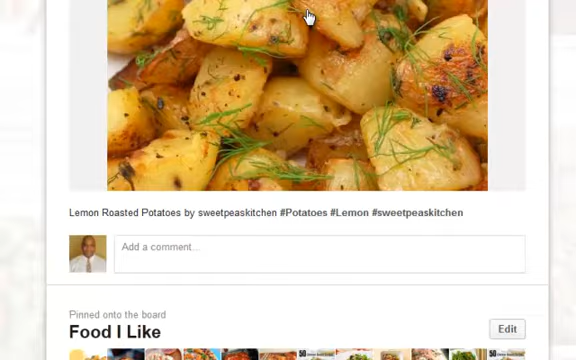 Lemon Roasted Potatoes by sweetpeaskitchen #Potatoes #Lemon #sweetpeaskitchen
Add a comment...
Pinned onto the board
Food I Like
Edit